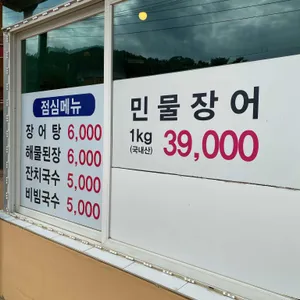 점심메뉴
장어탕 6,000
해물된장 6,000
잔치국수 5,000
비빔국수 5,000
민물장어
1kg
(국내산) 39,000